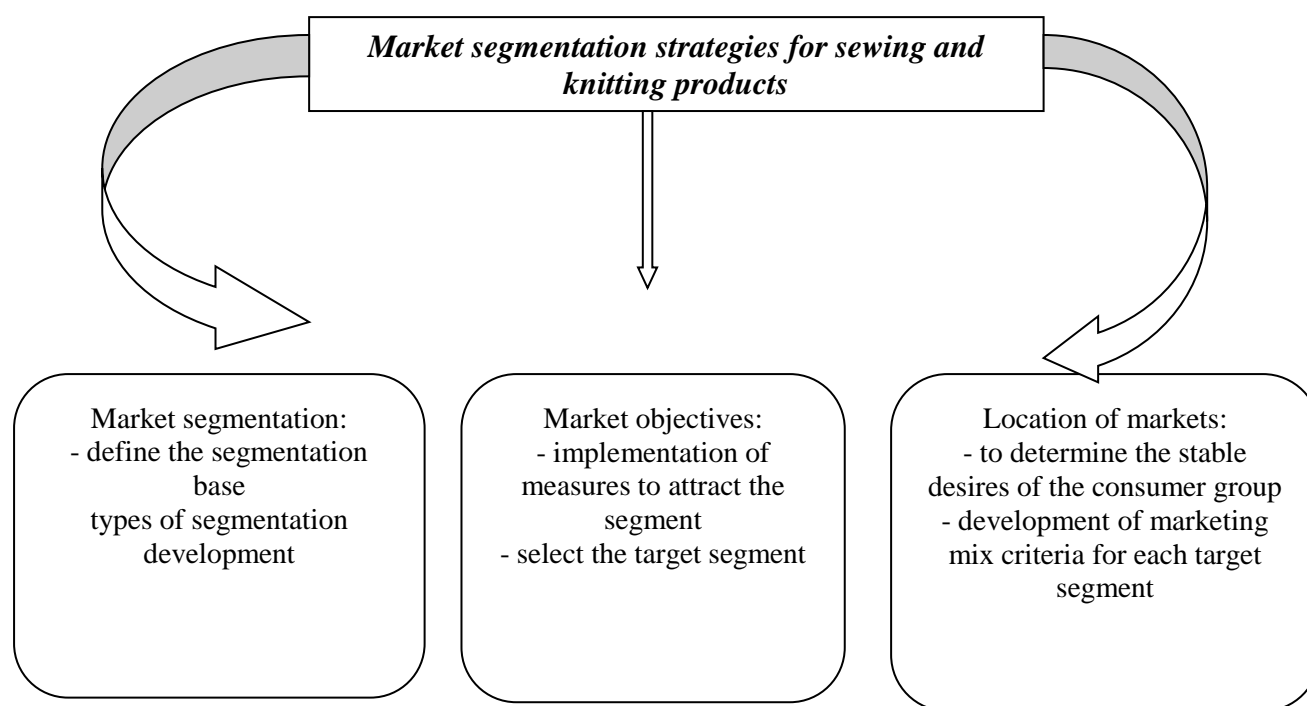 Market segmentation strategies for sewing and
knitting products
Market segmentation:
- define the segmentation
base
types of segmentation
development
Market objectives:
- implementation of
measures to attract the
segment
- select the target segment
Location of markets:
- to determine the stable
desires of the consumer group
- development of marketing
mix criteria for each target
segment